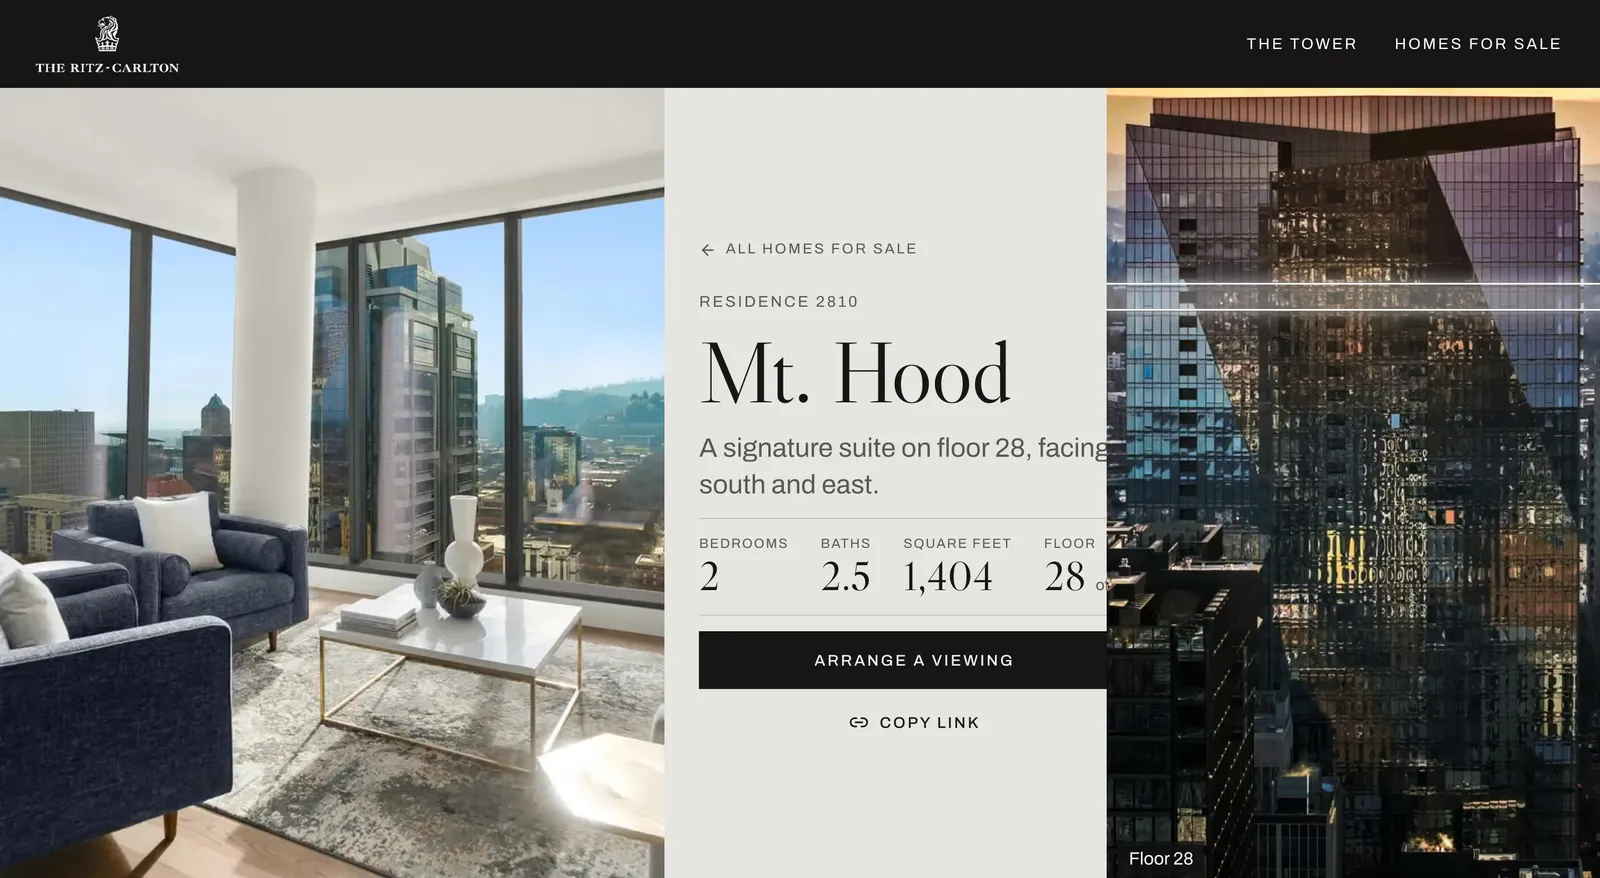 THE RITZ-CARLTON
THE TOWER
HOMES FOR SALE
ALL HOMES FOR SALE
RESIDENCE 2810
Mt. Hood
A signature suite on floor 28, facing
south and east.
BEDROOMS
2
BATHS
2.5
SQUARE FEET
1,404
FLOOR
28
ARRANGE A VIEWING
COPY LINK
Floor 28